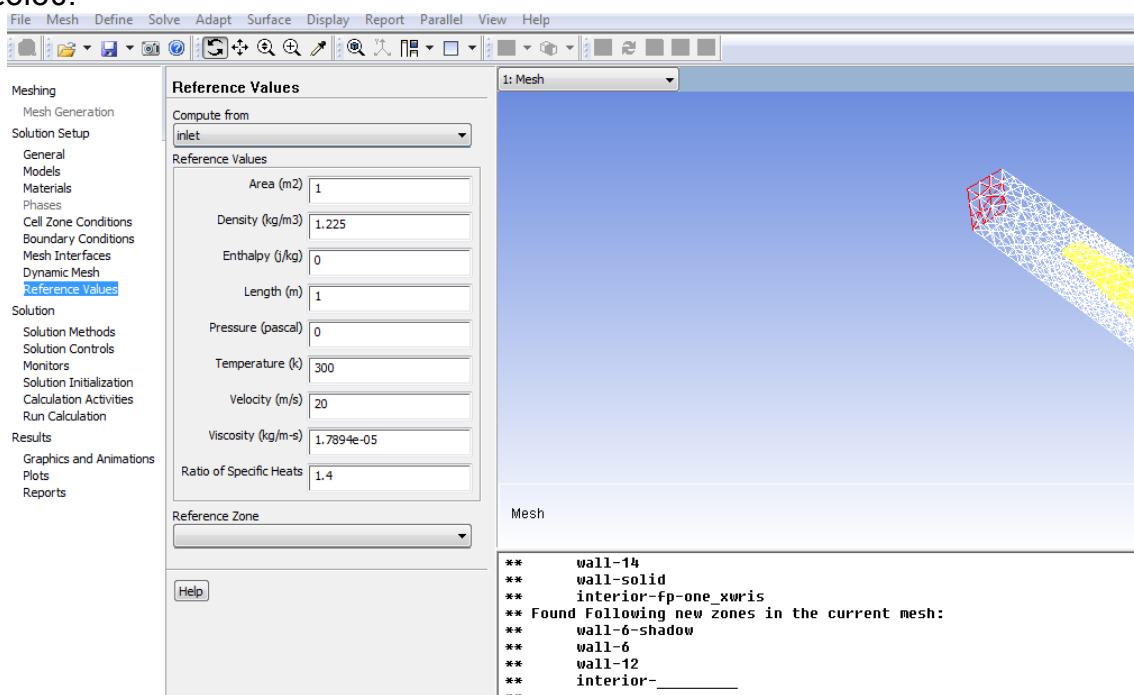 File Mesh Define Solve Adapt Surface Display Report Parallel View Help
1: Mesh
Meshing
Mesh Generation
Solution Setup
General
Models
Materials
Phases
Cell Zone Conditions
Boundary Conditions
Mesh Interfaces
Dynamic Mesh
Reference Values
Solution
Solution Methods
Solution Controls
Monitors
Solution Initialization
Calculation Activities
Run Calculation
Results
Graphics and Animations
Plots
Reports
Reference Values
Compute from
inlet
Reference Values
Area (m2) 1
Density (kg/m3) 1.225
Enthalpy (j/kg) 0
Length (m) 1
Pressure (pascal) 0
Temperature (k) 300
Velocity (m/s) 20
Viscosity (kg/m-s) 1.7894e-05
Ratio of Specific Heats 1.4
Reference Zone
Help
Mesh
** wall-14
** wall-solid
** interior-fp-one_xwris
** Found Following new zones in the current mesh:
** wall-6-shadow
** wall-6
** wall-12
** interior-_________